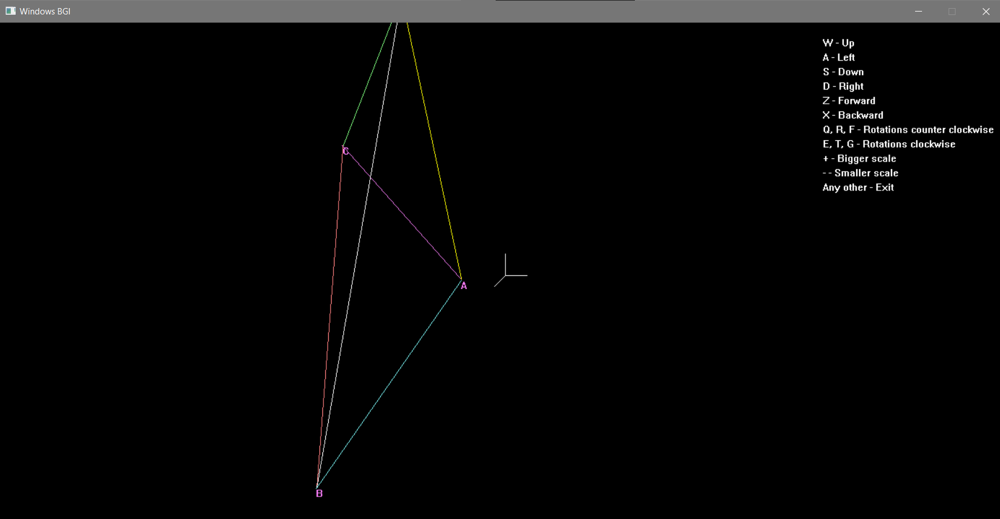 Windows BGI
W - Up
A - Left
S - Down
D - Right
Z - Forward
X - Backward
Q, R, F - Rotations counter clockwise
E, T, G - Rotations clockwise
+ - Bigger scale
- - Smaller scale
Any other - Exit
C
A
B